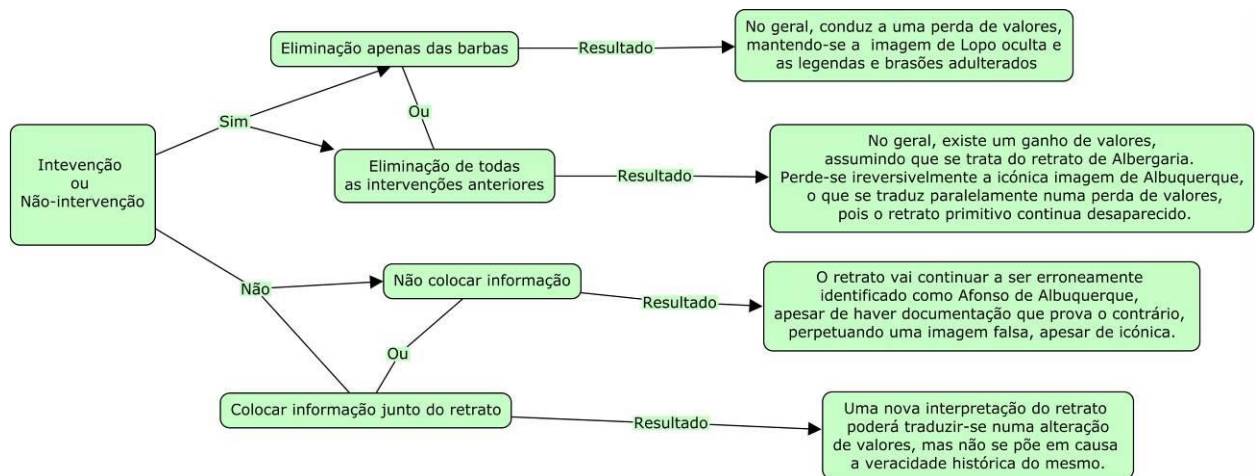 Intevenção
ou
Não-intervenção
Sim
Eliminação apenas das barbas
Resultado
No geral, conduz a uma perda de valores,
mantendo-se a imagem de Lopo oculta e
as legendas e brasões adulterados
Ou
Eliminação de todas
as intervenções anteriores
Resultado
No geral, existe um ganho de valores,
assumindo que se trata do retrato de Albergaria.
Perde-se ireversivelmente a icónica imagem de Albuquerque,
o que se traduz paralelamente numa perda de valores,
pois o retrato primitivo continua desaparecido.
Não
Não colocar informação
Resultado
O retrato vai continuar a ser erroneamente
identificado como Afonso de Albuquerque,
apesar de haver documentação que prova o contrário,
perpetuando uma imagem falsa, apesar de icónica.
Ou
Colocar informação junto do retrato
Resultado
Uma nova interpretação do retrato
poderá traduzir-se numa alteração
de valores, mas não se põe em causa
a veracidade histórica do mesmo.